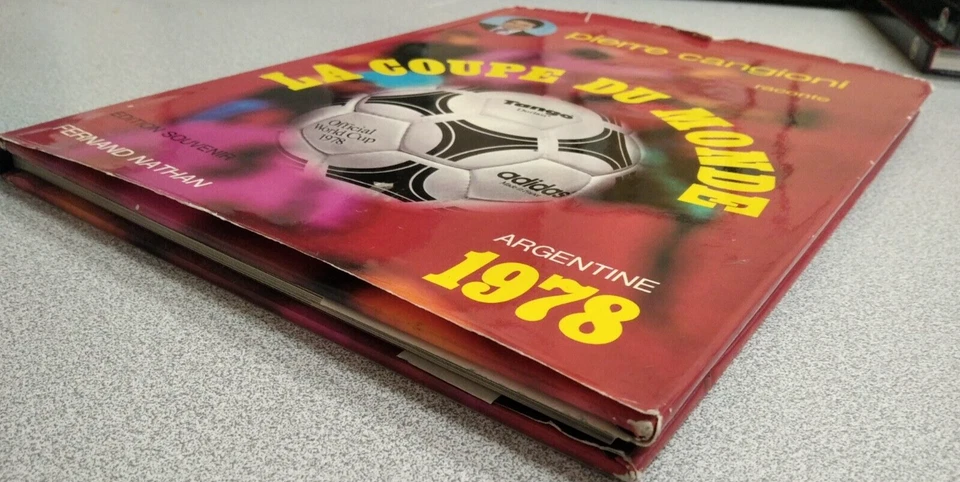 pierre cangioni
raconte
LA COUPE DU MONDE
Tango
Official
World Cup
1978
adidas
EDITION SOUVENIR
FERNAND NATHAN
ARGENTINE
1978